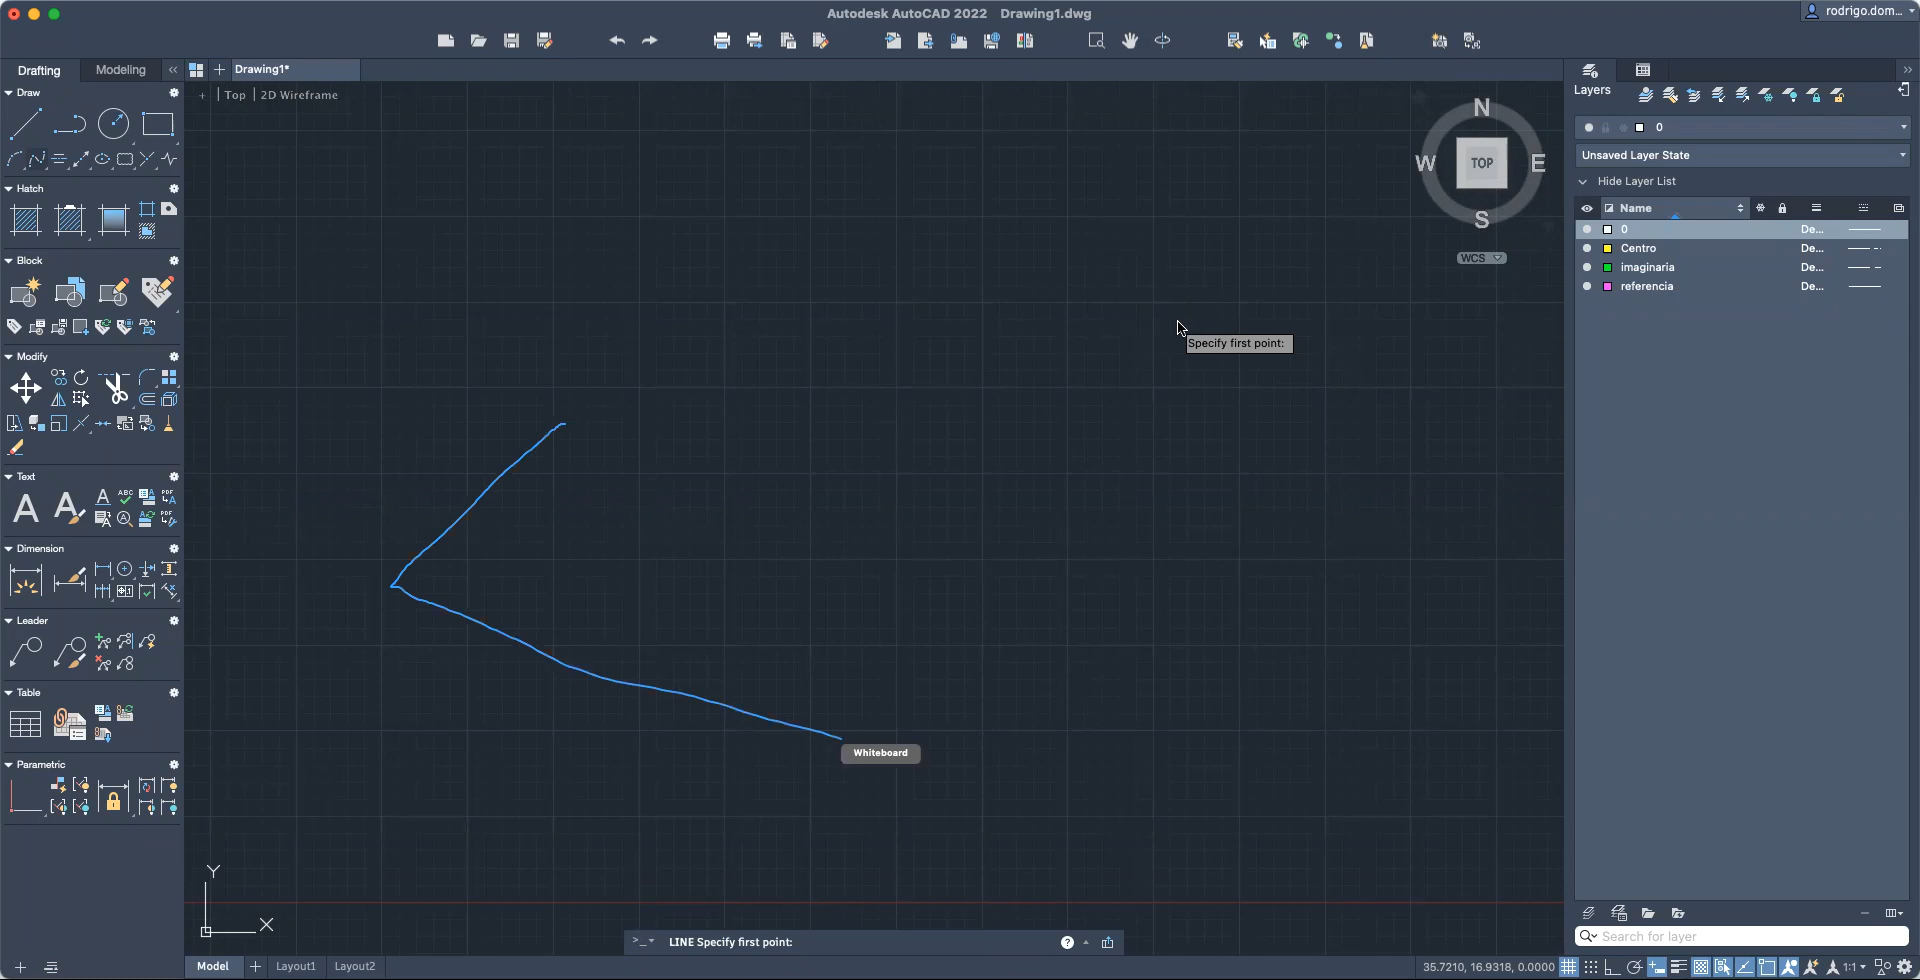 Autodesk AutoCAD 2022 Drawing1.dwg
rodrigo.dom...
Drafting
Modeling
Drawing1*
Top
2D Wireframe
Draw
Hatch
Block
Modify
Text
Dimension
Leader
Table
Parametric
N
W
TOP
E
S
WCS
Specify first point:
Whiteboard
Y
X
LINE Specify first point:
Model
Layout1
Layout2
35.7210, 16.9318, 0.0000
1:1
Layers
0
Unsaved Layer State
Hide Layer List
Name
0 De...
Centro De...
imaginaria De...
referencia De...
Search for layer